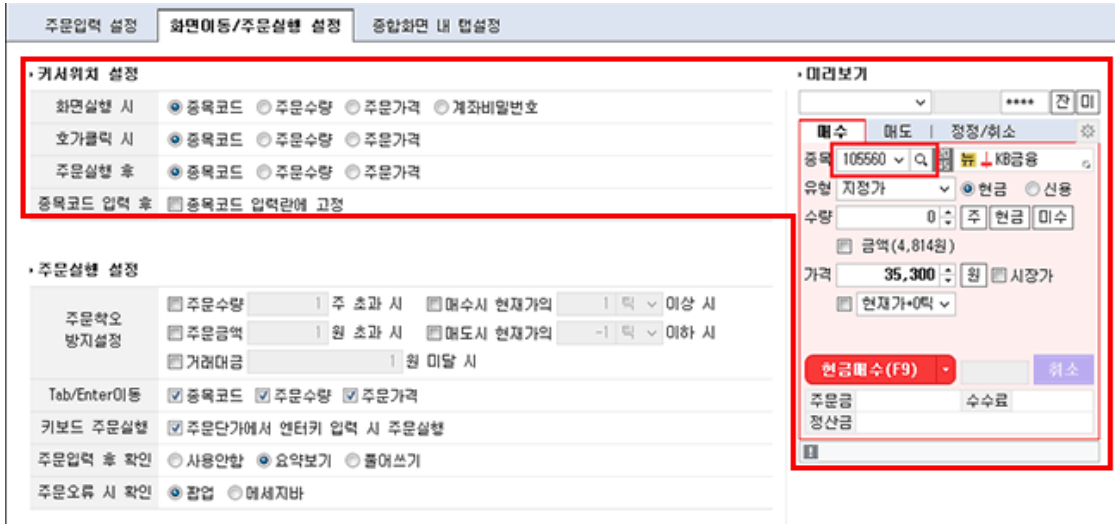 주문입력 설정 화면이동/주문실행 설정 종합화면 내 탭설정
커서위치 설정
화면실행 시 종목코드 주문수량 주문가격 계좌비밀번호
호가클릭 시 종목코드 주문수량 주문가격
주문실행 후 종목코드 주문수량 주문가격
종목코드 입력 후 종목코드 입력란에 고정
주문실행 설정
주문착오
방지설정
주문수량 1 주 초과 시 매수시 현재가의 1 틱 이상 시
주문금액 1 원 초과 시 매도시 현재가의 -1 틱 이하 시
거래대금 1 원 미달 시
Tab/Enter이동 종목코드 주문수량 주문가격
키보드 주문실행 주문단가에서 엔터키 입력 시 주문실행
주문입력 후 확인 사용안함 요약보기 풀어쓰기
주문오류 시 확인 팝업 메세지바
미리보기
**** 잔 미
매수 매도 | 정정/취소
종목 105560 뉴 KB금융
유형 지정가 현금 신용
수량 0 주 현금 미수
금액(4,814원)
가격 35,300 원 시장가
현재가+0틱
현금매수(F9) 취소
주문금 수수료
정산금